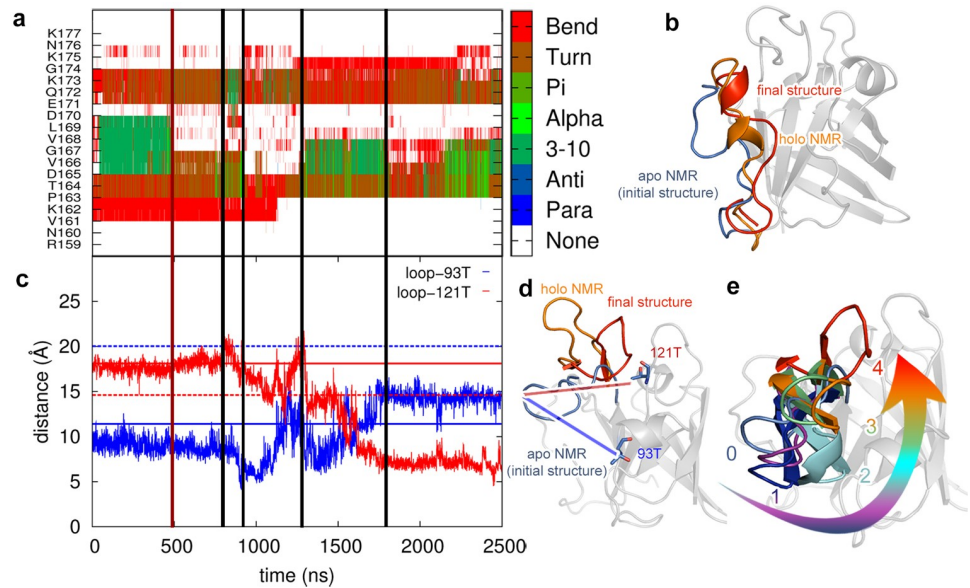 a
K177
N176
K175
G174
K173
Q172
E171
D170
L169
V168
G167
V166
D165
T164
P163
K162
V161
N160
R159
Bend
Turn
Pi
Alpha
3-10
Anti
Para
None
b
final structure
holo NMR
apo NMR
(initial structure)
c
loop-93T
loop-121T
distance (Å)
25
20
15
10
5
0
0
500
1000
1500
2000
2500
time (ns)
d
holo NMR
final structure
121T
apo NMR
(initial structure)
93T
e
0
1
2
3
4